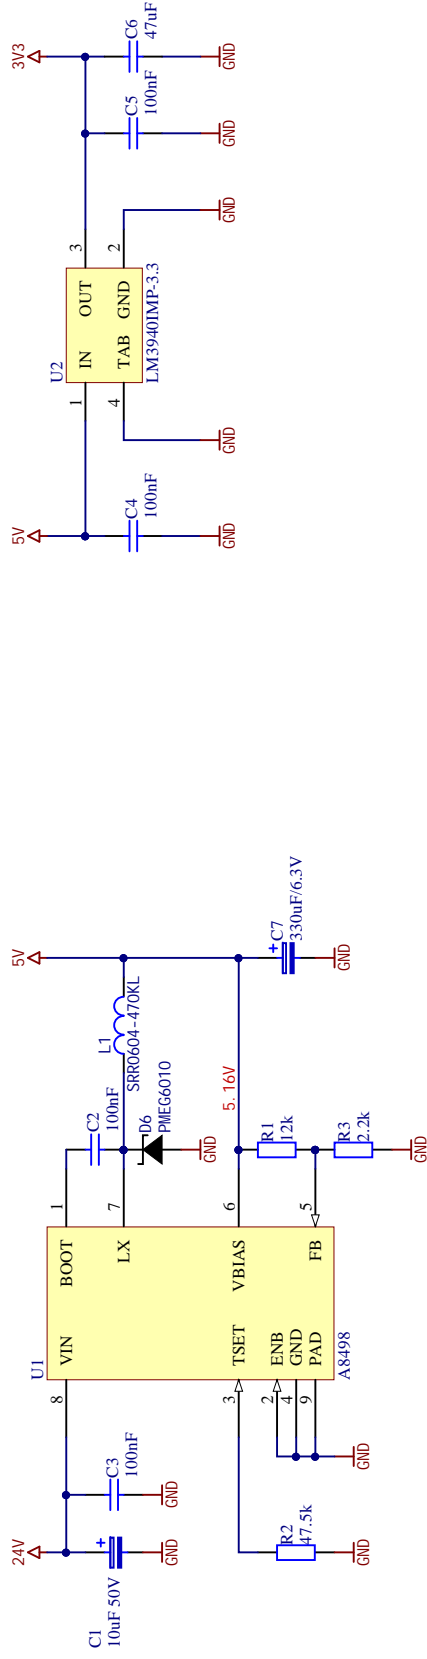 24V
C1
10uF 50V
GND
C3
100nF
GND
U1
8
VIN
BOOT
1
LX
7
3
TSET
VBIAS
6
2
ENB
4
GND
9
PAD
FB
5
A8498
GND
R2
47.5k
GND
C2
100nF
D6
PMEG6010
GND
L1
SRR0604-470KL
5V
5.16V
R1
12k
R3
2.2k
GND
C7
330uF/6.3V
GND
5V
C4
100nF
GND
U2
1
IN
OUT
3
4
TAB
GND
2
LM3940IMP-3.3
GND
GND
3V3
C5
100nF
GND
C6
47uF
GND